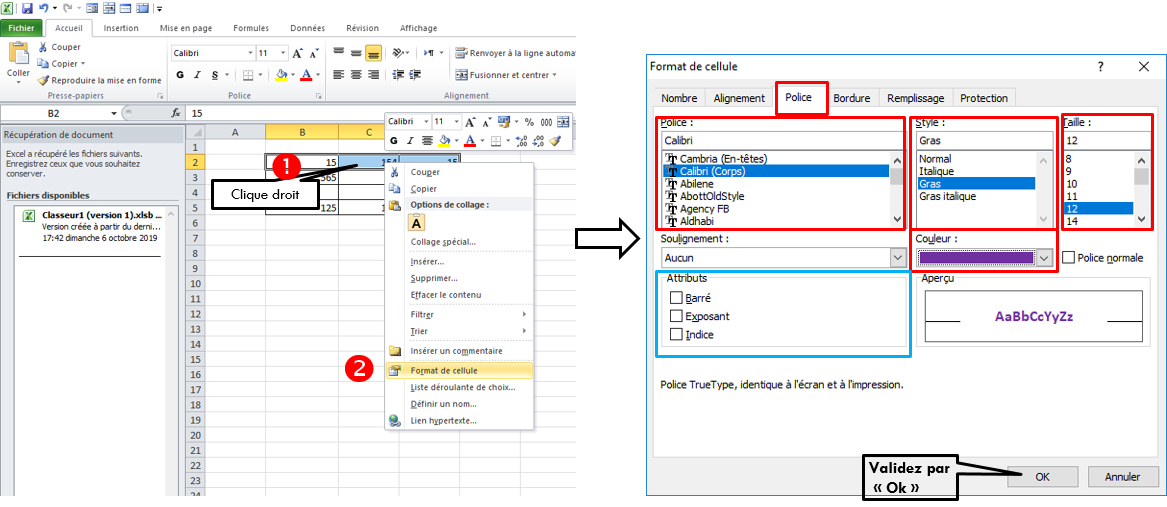 Fichier Accueil Insertion Mise en page Formules Données Révision Affichage
Couper
Copier
Reproduire la mise en forme
Coller
Presse-papiers
Calibri 11 A A
G I S A
Police
Renvoyer à la ligne automa
Fusionner et centrer
Alignement
B2 fx 15
Récupération de document
Excel a récupéré les fichiers suivants.
Enregistrez ceux que vous souhaitez
conserver.
Fichiers disponibles
Classeur1 (version 1).xlsb
Version créée à partir du derni...
17:42 dimanche 6 octobre 2019
A B C
1
2 15 154 15
3 565
4
5 125 1
6
7
8
9
10
11
12
13
14
15
16
17
18
19
20
21
22
23
24
Calibri 11 A A % 000
G I A
1
Clique droit
2
Couper
Copier
Options de collage :
A
Collage spécial...
Insérer...
Supprimer...
Effacer le contenu
Filtrer
Trier
Insérer un commentaire
Format de cellule
Liste déroulante de choix...
Définir un nom...
Lien hypertexte...
Format de cellule ?
Nombre Alignement Police Bordure Remplissage Protection
Police : Style : Taille :
Calibri Gras 12
Cambria (En-têtes)
Calibri (Corps)
Abilene
AbottOldStyle
Agency FB
Aldhabi
Normal
Italique
Gras
Gras italique
8
9
10
11
12
14
Soulignement : Couleur :
Aucun Police normale
Attributs Aperçu
Barré
Exposant
Indice
AaBbCcYyZz
Police TrueType, identique à l'écran et à l'impression.
Validez par
« Ok »
OK Annuler